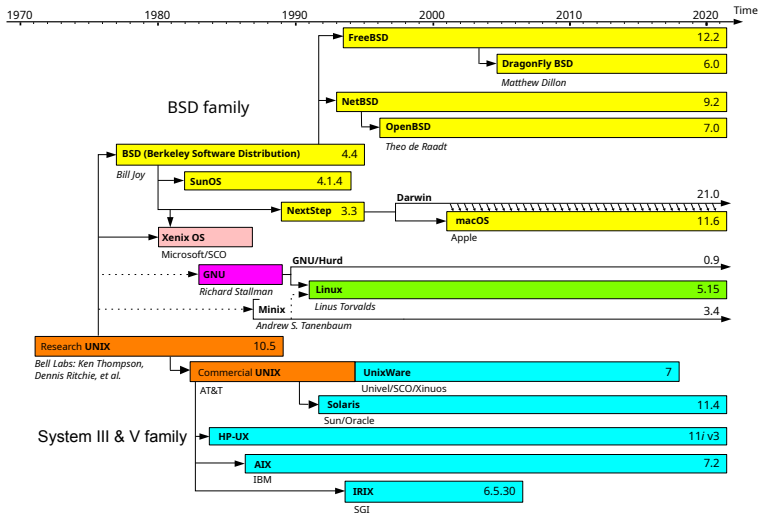 1970 1980 1990 2000 2010 2020 Time
FreeBSD 12.2
DragonFly BSD 6.0
Matthew Dillon
BSD family
NetBSD 9.2
OpenBSD 7.0
Theo de Raadt
BSD (Berkeley Software Distribution) 4.4
Bill Joy
SunOS 4.1.4
Darwin 21.0
NextStep 3.3
macOS 11.6
Apple
Xenix OS
Microsoft/SCO
GNU/Hurd 0.9
GNU
Richard Stallman
Linux 5.15
Linus Torvalds
Minix 3.4
Andrew S. Tanenbaum
Research UNIX 10.5
Bell Labs: Ken Thompson,
Dennis Ritchie, et al.
Commercial UNIX
AT&T
UnixWare 7
Univel/SCO/Xinuos
Solaris 11.4
Sun/Oracle
System III & V family
HP-UX 11i v3
AIX 7.2
IBM
IRIX 6.5.30
SGI